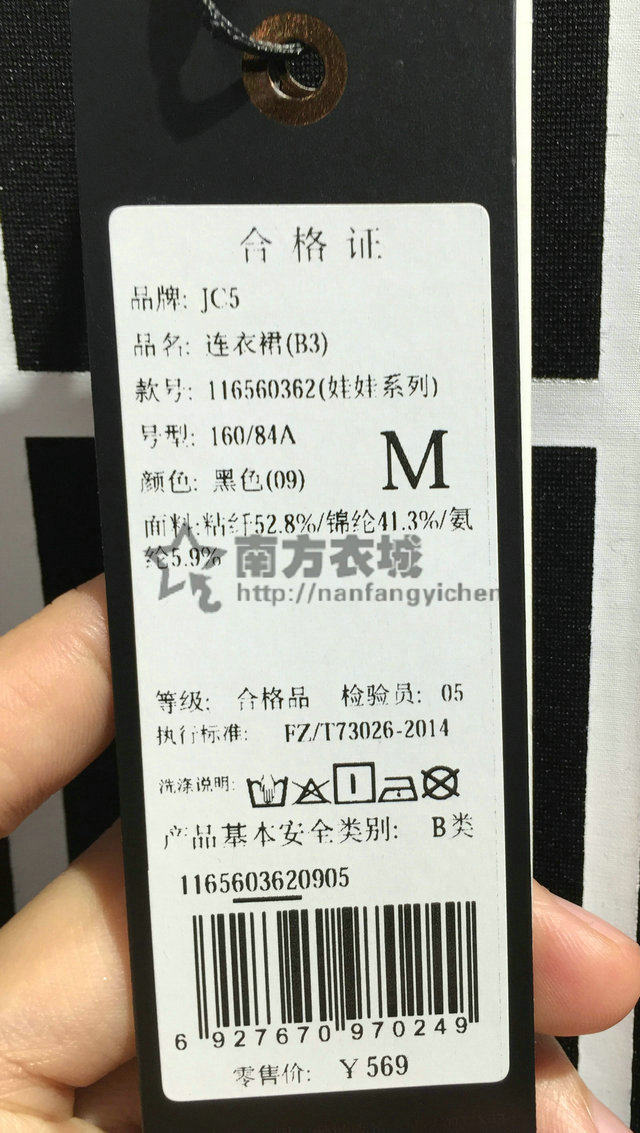 合格证
品牌: JC5
品名: 连衣裙(B3)
款号: 116560362(娃娃系列)
号型: 160/84A
M
颜色: 黑色(09)
面料:粘纤52.8%/锦纶41.3%/氨
纶5.9%
南方衣城
http://nanfangyichen
等级: 合格品 检验员: 05
执行标准: FZ/T73026-2014
洗涤说明:
产品基本安全类别: B类
1165603620905
6 927670 970249
零售价: ¥569